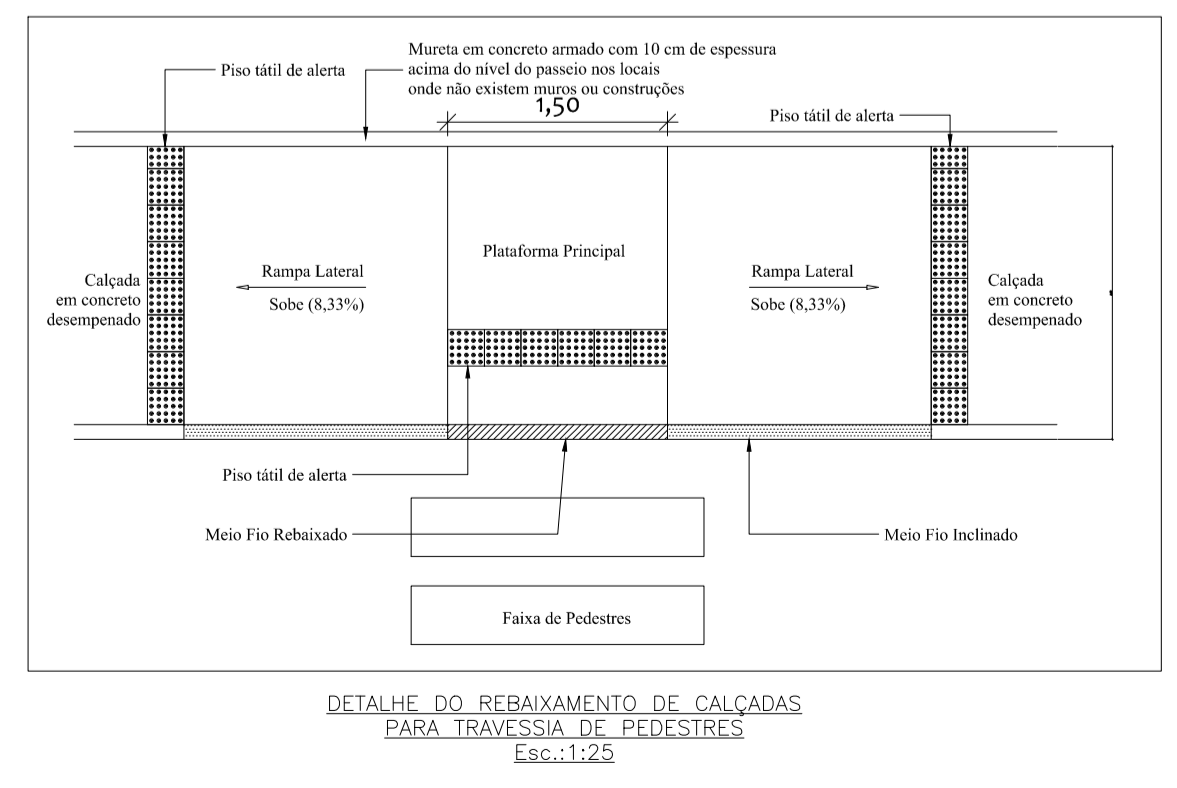 Mureta em concreto armado com 10 cm de espessura
acima do nível do passeio nos locais
onde não existem muros ou construções
Piso tátil de alerta
1,50
Piso tátil de alerta
Plataforma Principal
Rampa Lateral
Sobe (8,33%)
Rampa Lateral
Sobe (8,33%)
Calçada
em concreto
desempenado
Calçada
em concreto
desempenado
Piso tátil de alerta
Meio Fio Rebaixado
Meio Fio Inclinado
Faixa de Pedestres
DETALHE DO REBAIXAMENTO DE CALÇADAS
PARA TRAVESSIA DE PEDESTRES
Esc.:1:25